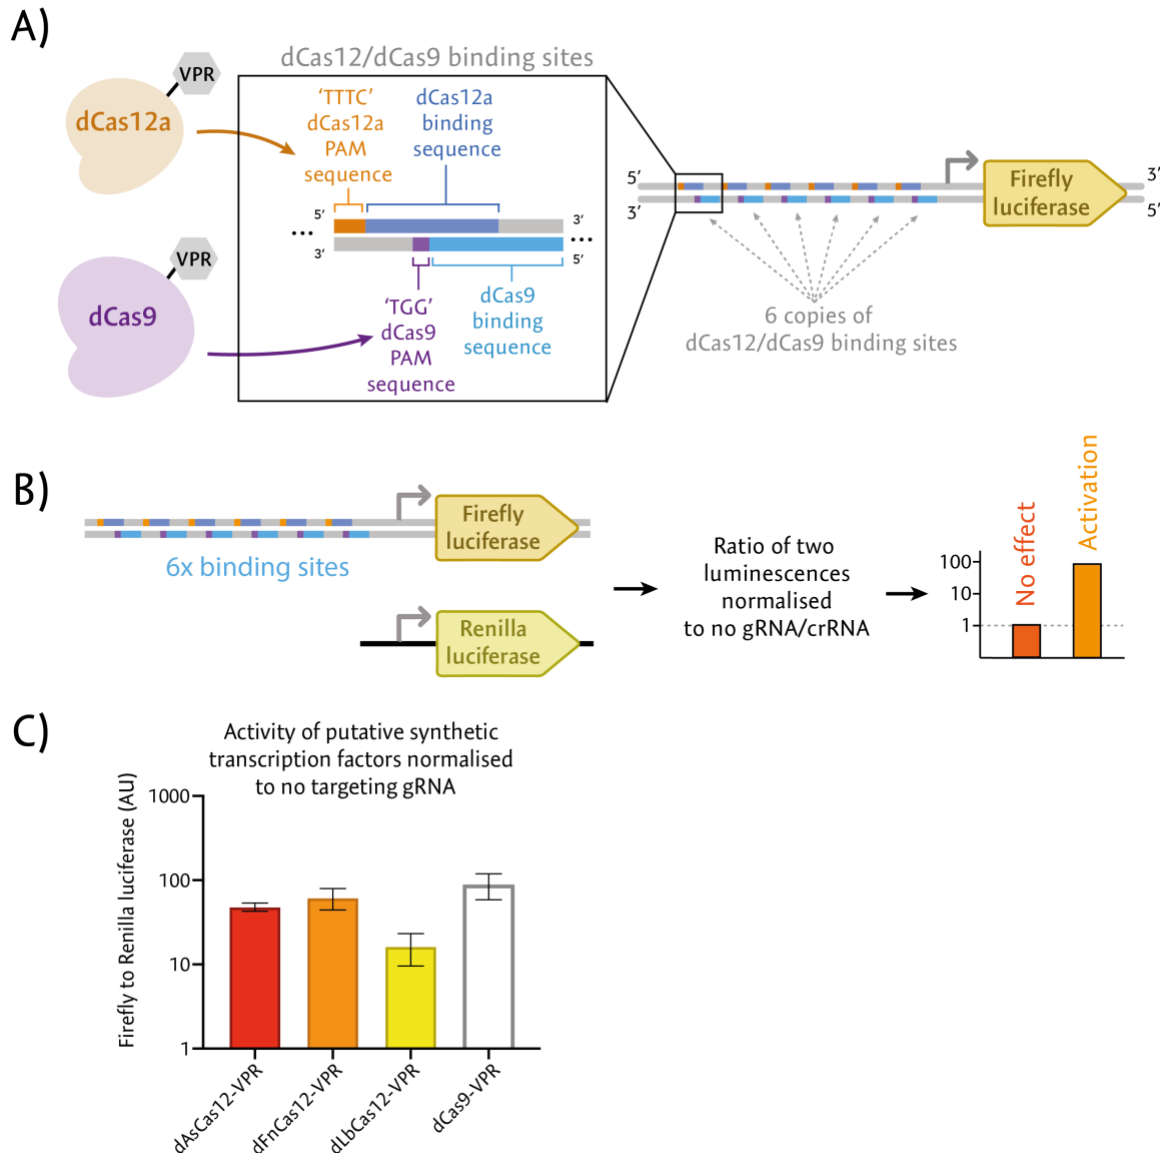 A)
VPR
dCas12a
dCas12/dCas9 binding sites
'TTTC'
dCas12a
PAM
sequence
dCas12a
binding
sequence
5′
3′
...
...
3′
5′
VPR
dCas9
'TGG'
dCas9
PAM
sequence
dCas9
binding
sequence
5′
3′
Firefly
luciferase
3′
5′
6 copies of
dCas12/dCas9 binding sites
B)
Firefly
luciferase
6x binding sites
Renilla
luciferase
Ratio of two
luminescences
normalised
to no gRNA/crRNA
100
10
1
No effect
Activation
C)
Activity of putative synthetic
transcription factors normalised
to no targeting gRNA
Firefly to Renilla luciferase (AU)
1000
100
10
1
dAsCas12-VPR
dFnCas12-VPR
dLbCas12-VPR
dCas9-VPR